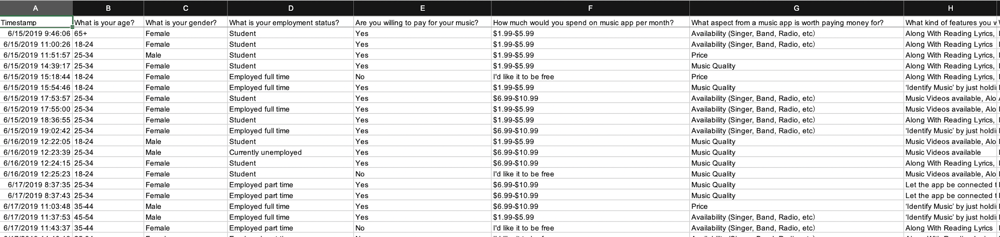 A B C D E F G H
Timestamp What is your age? What is your gender? What is your employment status? Are you willing to pay for your music? How much would you spend on music app per month? What aspect from a music app is worth paying money for? What kind of features you
6/15/2019 9:46:06 65+ Female Student Yes $1.99-$5.99 Availability (Singer, Band, Radio, etc) Along With Reading Lyrics,
6/15/2019 11:00:26 18-24 Female Student Yes $1.99-$5.99 Availability (Singer, Band, Radio, etc) Along With Reading Lyrics
6/15/2019 11:51:57 25-34 Male Student Yes $1.99-$5.99 Price Along With Reading Lyrics,
6/15/2019 14:39:17 25-34 Female Student Yes $1.99-$5.99 Music Quality Along With Reading Lyrics,
6/15/2019 15:18:44 18-24 Female Employed full time No I'd like it to be free Price Along With Reading Lyrics,
6/15/2019 15:54:46 18-24 Female Employed full time Yes $1.99-$5.99 Music Quality ‘Identify Music’ by just holdi
6/15/2019 17:53:57 25-34 Female Student Yes $6.99-$10.99 Availability (Singer, Band, Radio, etc) Music Videos available, Alo
6/15/2019 17:55:00 25-34 Female Employed full time Yes $1.99-$5.99 Availability (Singer, Band, Radio, etc) Music Videos available, Alo
6/15/2019 18:36:55 25-34 Female Student Yes $1.99-$5.99 Availability (Singer, Band, Radio, etc) Along With Reading Lyrics,
6/15/2019 19:02:42 25-34 Female Employed full time Yes $6.99-$10.99 Availability (Singer, Band, Radio, etc) ‘Identify Music’ by just holdi
6/16/2019 12:22:05 18-24 Male Student Yes $1.99-$5.99 Music Quality Music Videos available, Alo
6/16/2019 12:23:39 25-34 Male Currently unemployed Yes $6.99-$10.99 Music Quality Music Videos available
6/16/2019 12:24:15 25-34 Female Student Yes $6.99-$10.99 Music Quality Along With Reading Lyrics,
6/16/2019 12:25:23 18-24 Female Student No I'd like it to be free Music Quality Music Videos available, Alo
6/17/2019 8:37:35 25-34 Female Employed part time Yes $6.99-$10.99 Music Quality Let the app be connected t
6/17/2019 8:37:43 25-34 Female Employed part time Yes $6.99-$10.99 Music Quality Let the app be connected t
6/17/2019 11:03:48 35-44 Male Employed full time Yes $6.99-$10.99 Price ‘Identify Music’ by just holdi
6/17/2019 11:37:53 45-54 Male Employed full time Yes $1.99-$5.99 Availability (Singer, Band, Radio, etc) ‘Identify Music’ by just holdi
6/17/2019 11:43:37 35-44 Female Employed part time No I'd like it to be free Availability (Singer, Band, Radio, etc) Along With Reading Lyrics